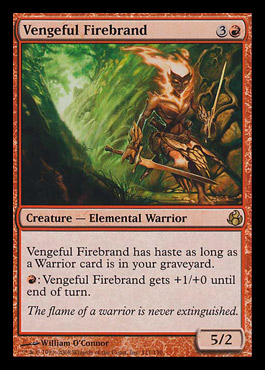 Vengeful Firebrand 3
Creature — Elemental Warrior
Vengeful Firebrand has haste as long as
a Warrior card is in your graveyard.
: Vengeful Firebrand gets +1/+0 until
end of turn.
The flame of a warrior is never extinguished.
William O'Connor
5/2